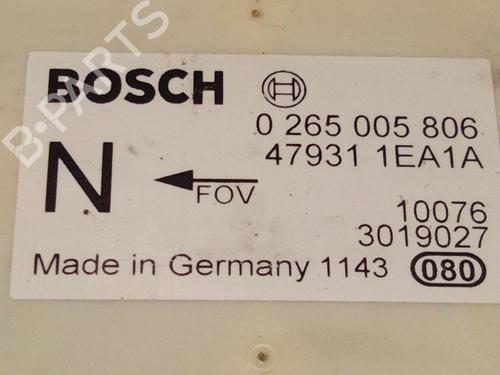 B-PARTS
BOSCH
0 265 005 806
47931 1EA1A
N
FOV
10076
3019027
Made in Germany 1143 080